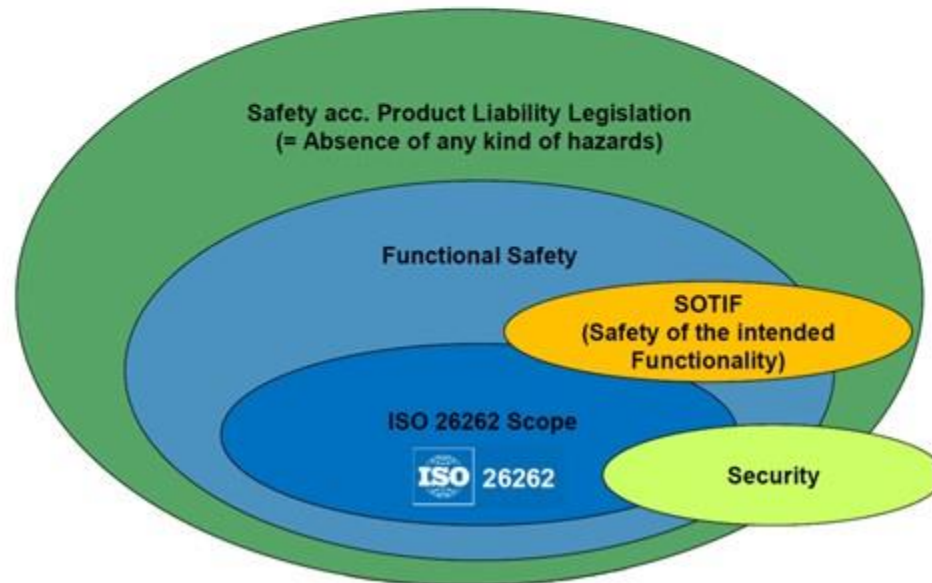 Safety acc. Product Liability Legislation
(= Absence of any kind of hazards)
Functional Safety
SOTIF
(Safety of the intended
Functionality)
ISO 26262 Scope
ISO 26262
Security